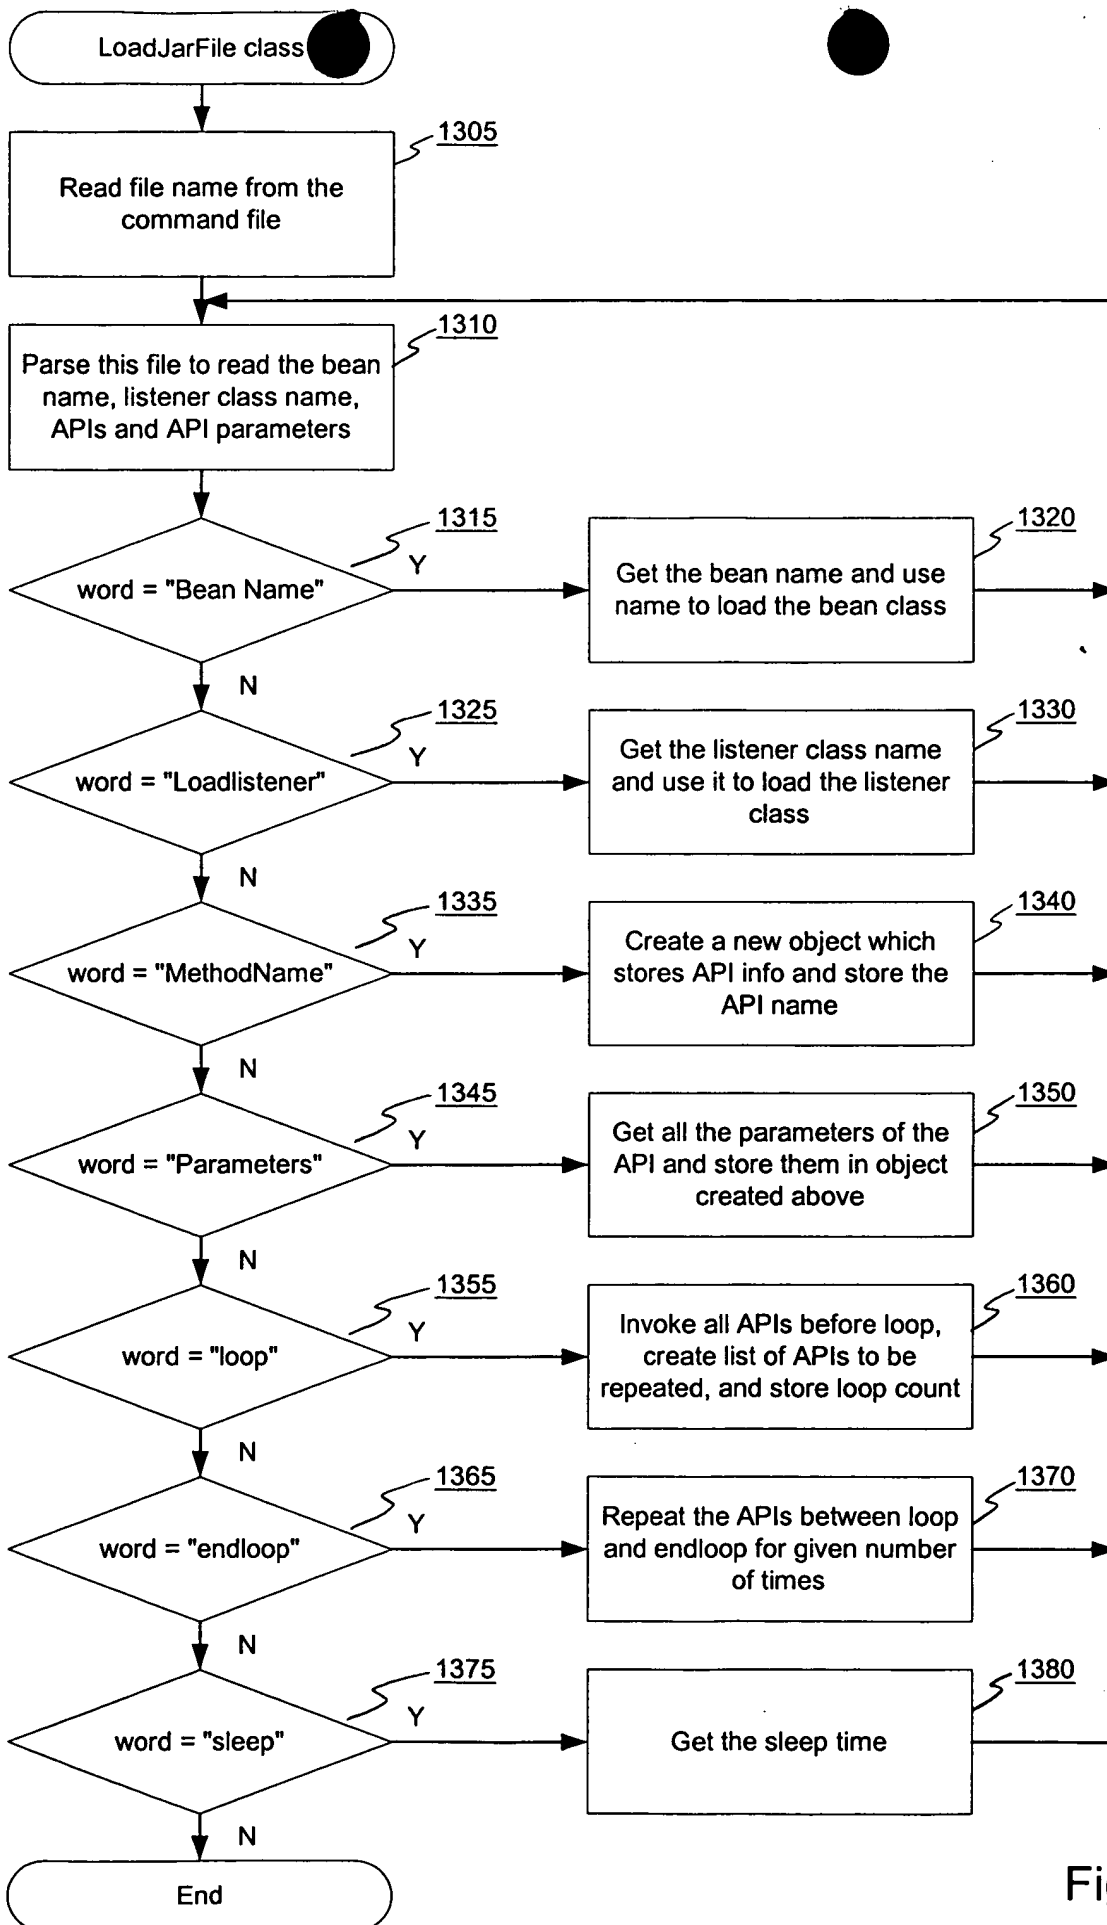 LoadJarFile class
1305
Read file name from the
command file
1310
Parse this file to read the bean
name, listener class name,
APIs and API parameters
1315
word = "Bean Name"
Y
1320
Get the bean name and use
name to load the bean class
N
1325
word = "Loadlistener"
Y
1330
Get the listener class name
and use it to load the listener
class
N
1335
word = "MethodName"
Y
1340
Create a new object which
stores API info and store the
API name
N
1345
word = "Parameters"
Y
1350
Get all the parameters of the
API and store them in object
created above
N
1355
word = "loop"
Y
1360
Invoke all APIs before loop,
create list of APIs to be
repeated, and store loop count
N
1365
word = "endloop"
Y
1370
Repeat the APIs between loop
and endloop for given number
of times
N
1375
word = "sleep"
Y
1380
Get the sleep time
N
End